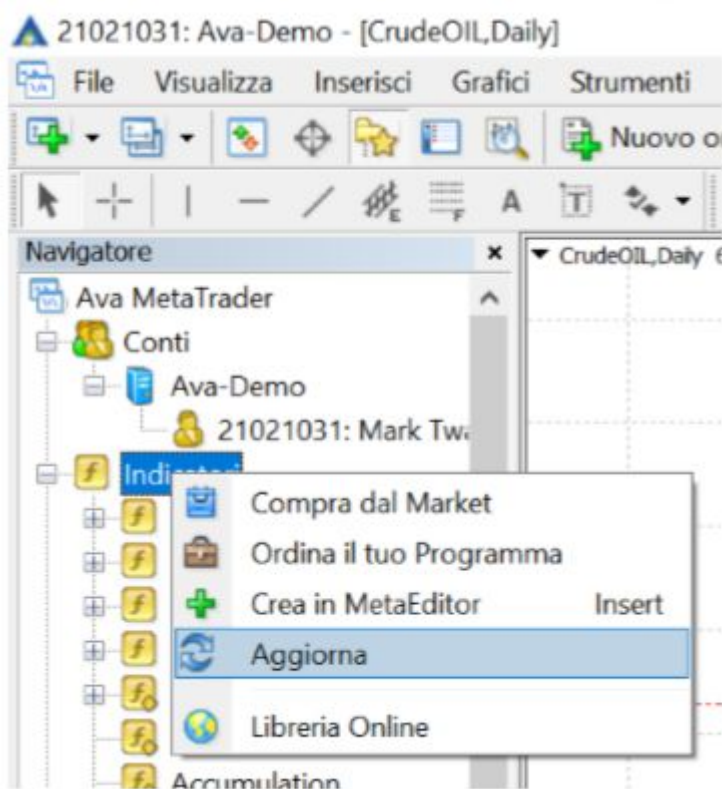 21021031: Ava-Demo - [CrudeOIL,Daily]
File Visualizza Inserisci Grafici Strumenti
Nuovo
E F A T
Navigatore
CrudeOIL,Daily
Ava MetaTrader
Conti
Ava-Demo
21021031: Mark
Indicatori
Compra dal Market
Ordina il tuo Programma
Crea in MetaEditor Insert
Aggiorna
Libreria Online
Accumulation